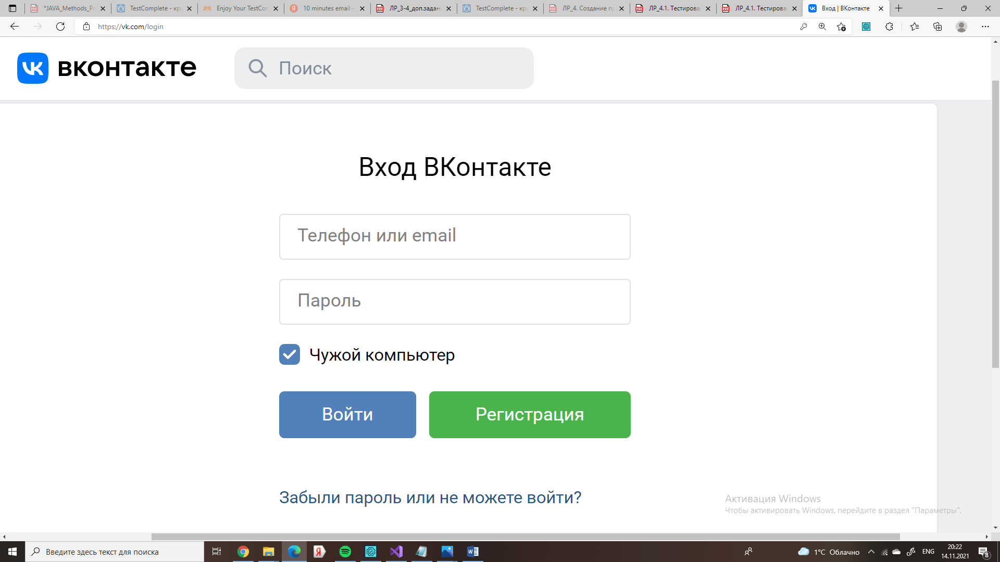 *JAVA_Methods_P
TestComplete - кр
Enjoy Your TestCon
10 minutes email –
ЛР_3-4_доп.задан
TestComplete - кр
ЛР_4. Создание п
ЛР_4.1. Тестирова
ЛР_4.1. Тестирова
Вход | ВКонтакте
https://vk.com/login
вконтакте
Поиск
Вход ВКонтакте
Телефон или email
Пароль
Чужой компьютер
Войти
Регистрация
Забыли пароль или не можете войти?
Активация Windows
Чтобы активировать Windows, перейдите в раздел "Параметры".
Введите здесь текст для поиска
1°C Облачно
ENG
20:22
14.11.2021
8